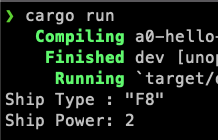 ❯ cargo run
Compiling a0-hello-
Finished dev [unop
Running `target/
Ship Type : "F8"
Ship Power: 2